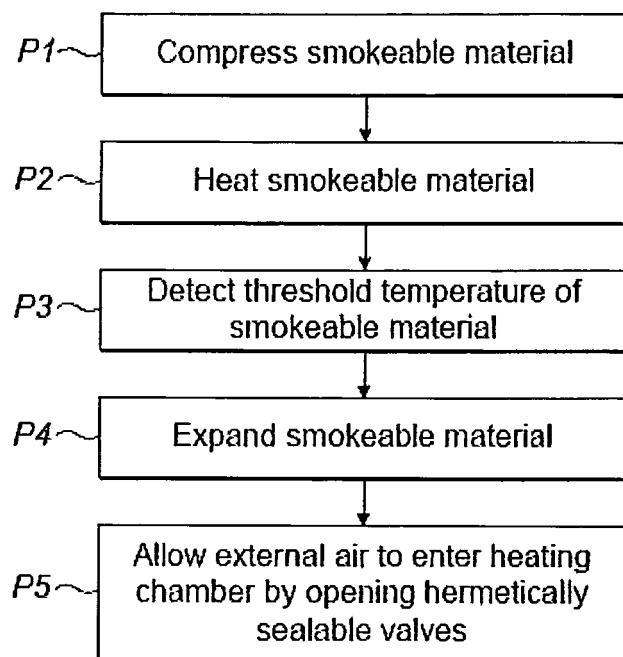 P1
Compress smokeable material
P2
Heat smokeable material
P3
Detect threshold temperature of
smokeable material
P4
Expand smokeable material
P5
Allow external air to enter heating
chamber by opening hermetically
sealable valves